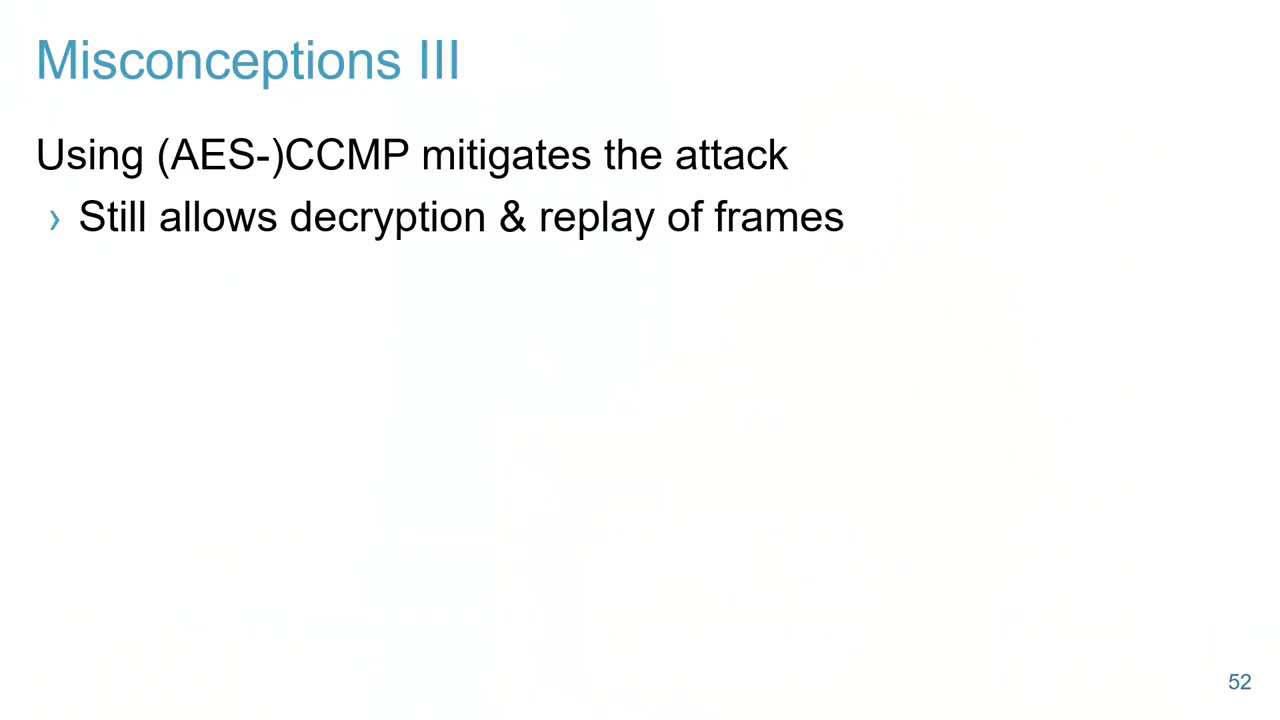 Misconceptions III
Using (AES-)CCMP mitigates the attack
› Still allows decryption & replay of frames
52